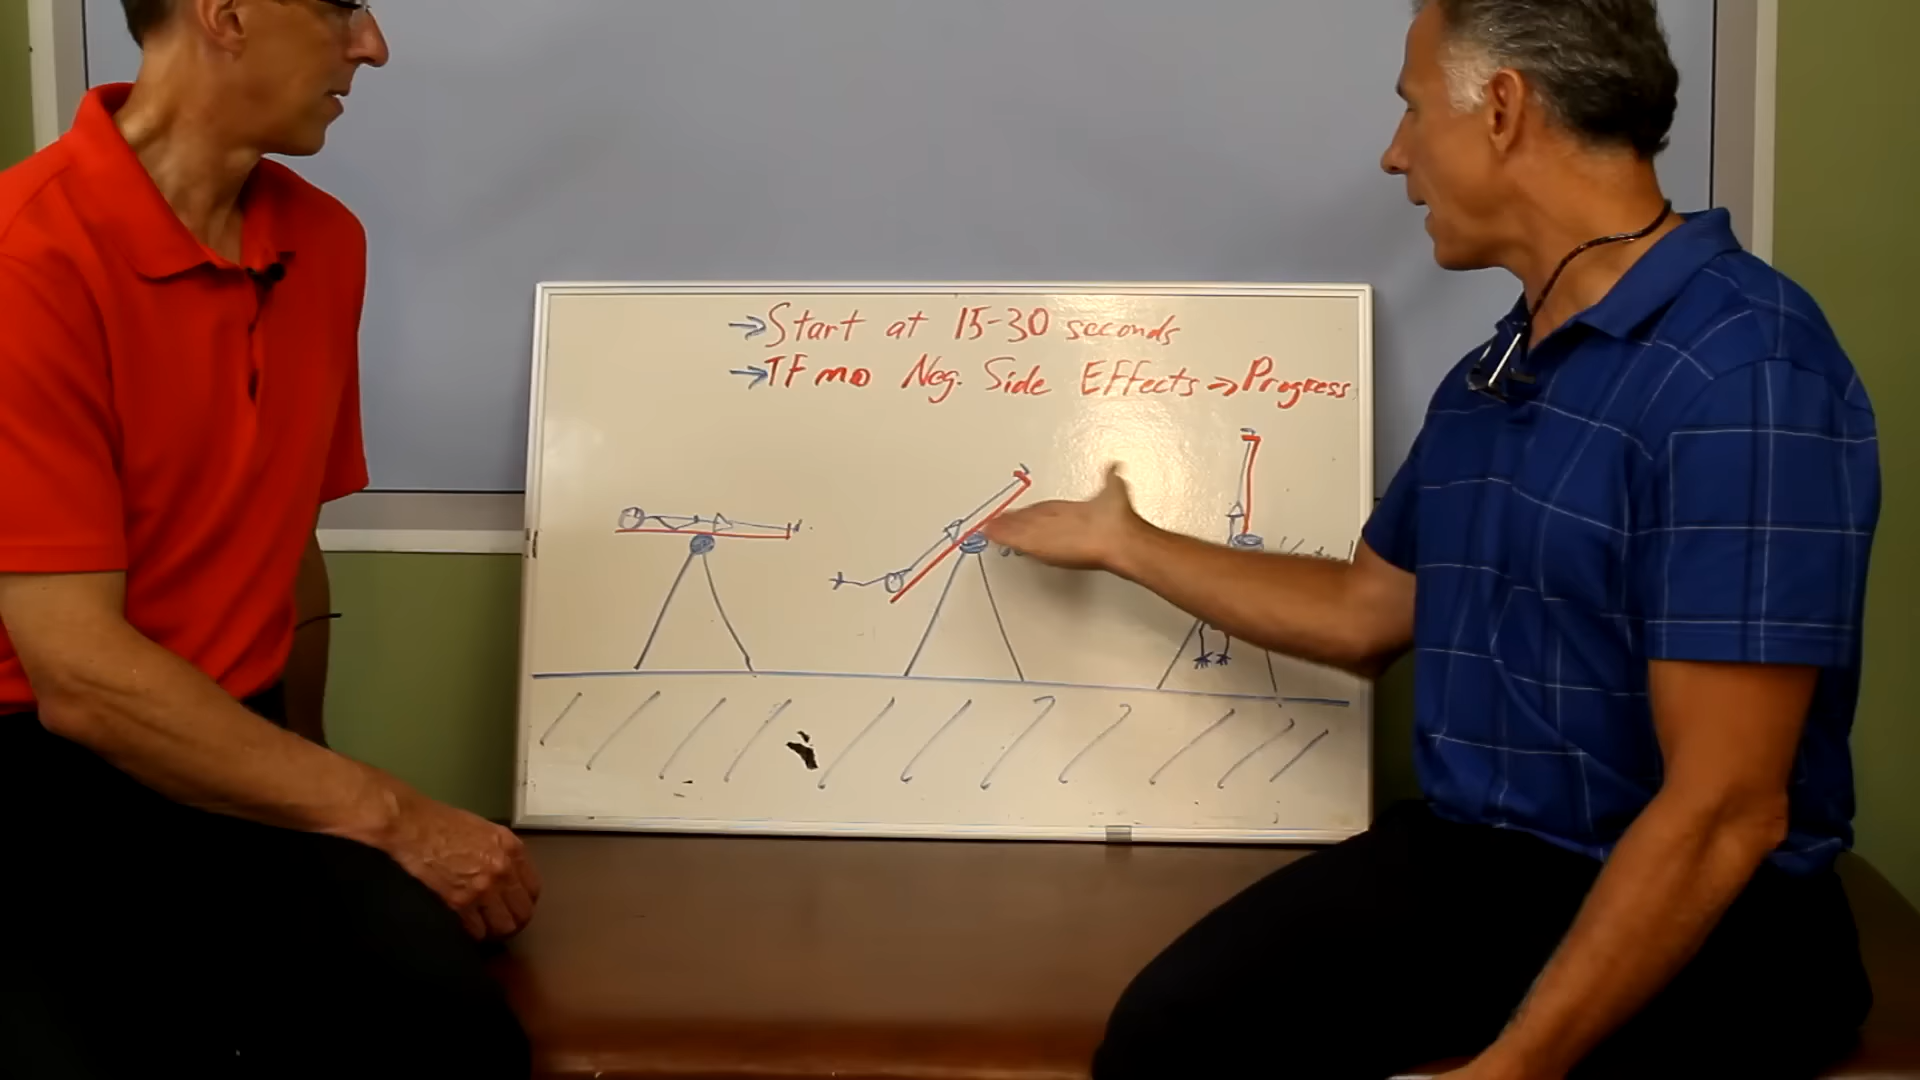 →Start at 15-30 seconds
→IF no Neg. Side Effects→Progress